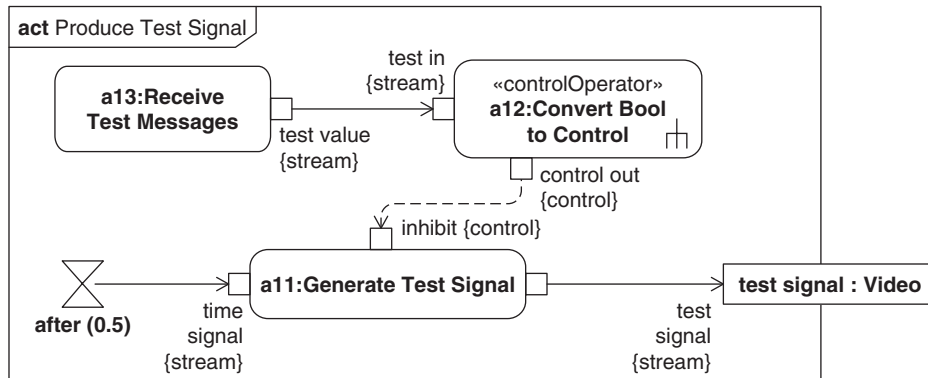 act Produce Test Signal
test in
{stream}
«controlOperator»
a12:Convert Bool
to Control
a13:Receive
Test Messages
test value
{stream}
control out
{control}
inhibit {control}
a11:Generate Test Signal
test signal : Video
after (0.5)
time
signal
{stream}
test
signal
{stream}